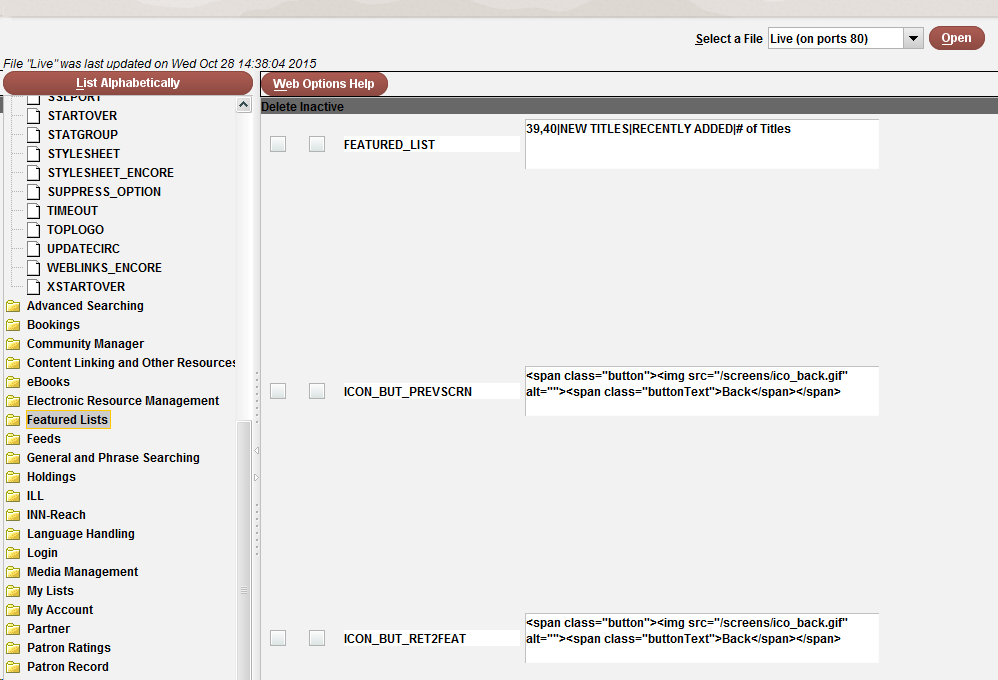 Select a File Live (on ports 80) Open
File "Live" was last updated on Wed Oct 28 14:38:04 2015
List Alphabetically
SSLPORT
STARTOVER
STATGROUP
STYLESHEET
STYLESHEET_ENCORE
SUPPRESS_OPTION
TIMEOUT
TOPLOGO
UPDATECIRC
WEBLINKS_ENCORE
XSTARTOVER
Advanced Searching
Bookings
Community Manager
Content Linking and Other Resources
eBooks
Electronic Resource Management
Featured Lists
Feeds
General and Phrase Searching
Holdings
ILL
INN-Reach
Language Handling
Login
Media Management
My Lists
My Account
Partner
Patron Ratings
Patron Record
Web Options Help
Delete Inactive
FEATURED_LIST
39,40|NEW TITLES|RECENTLY ADDED|# of Titles
ICON_BUT_PREVSCRN
<span class="button"><img src="/screens/ico_back.gif"
alt=""><span class="buttonText">Back</span></span>
ICON_BUT_RET2FEAT
<span class="button"><img src="/screens/ico_back.gif"
alt=""><span class="buttonText">Back</span></span>